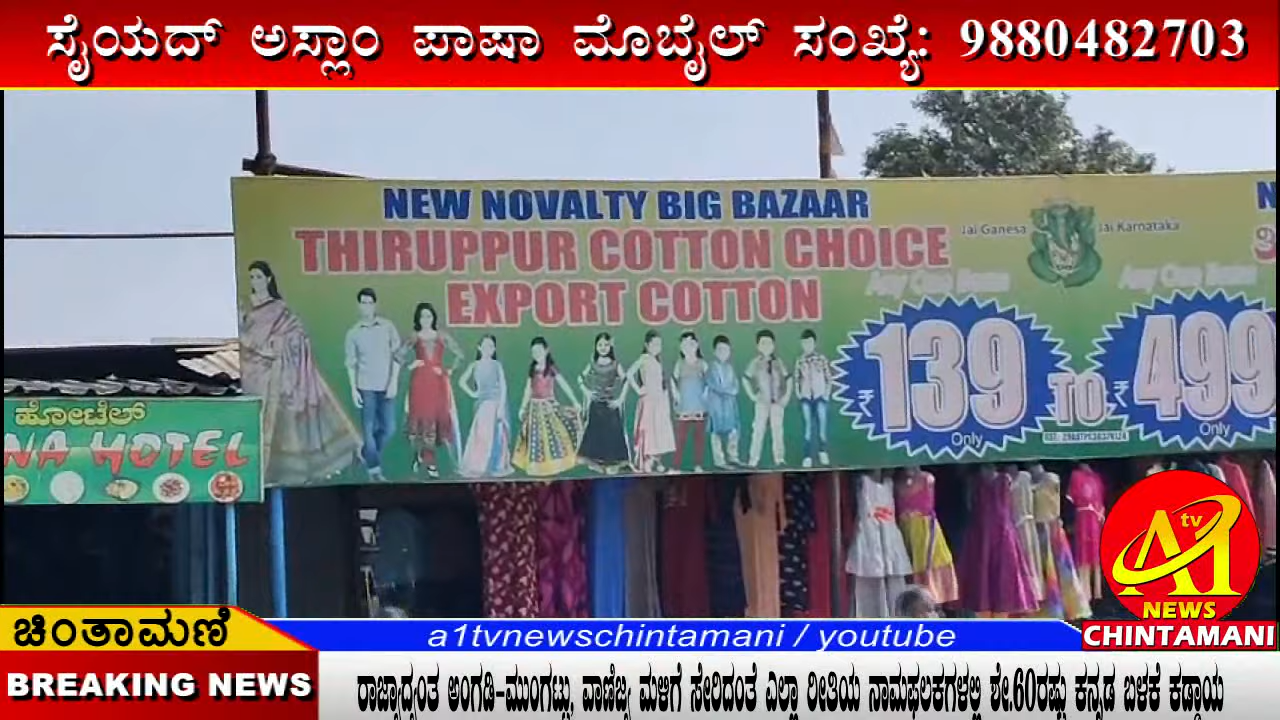 ಸೈಯದ್ ಅಸ್ಲಾಂ ಪಾಷಾ ಮೊಬೈಲ್ ಸಂಖ್ಯೆ: 9880482703
NEW NOVALTY BIG BAZAAR
THIRUPPUR COTTON CHOICE
EXPORT COTTON
Jai Ganesa
Jai Karnataka
₹ 139 Only
TO
₹ 499 Only
ಹೋಟೆಲ್
NA HOTEL
tv
A1
NEWS
CHINTAMANI
ಚಿಂತಾಮಣಿ
a1tvnewschintamani / youtube
BREAKING NEWS
ರಾಜ್ಯಾದ್ಯಂತ ಅಂಗಡಿ-ಮುಂಗಟ್ಟು, ವಾಣಿಜ್ಯ ಮಳಿಗೆ ಸೇರಿದಂತೆ ಎಲ್ಲಾ ರೀತಿಯ ನಾಮಫಲಕಗಳಲ್ಲಿ ಶೇ.60ರಷ್ಟು ಕನ್ನಡ ಬಳಕೆ ಕಡ್ಡಾಯ